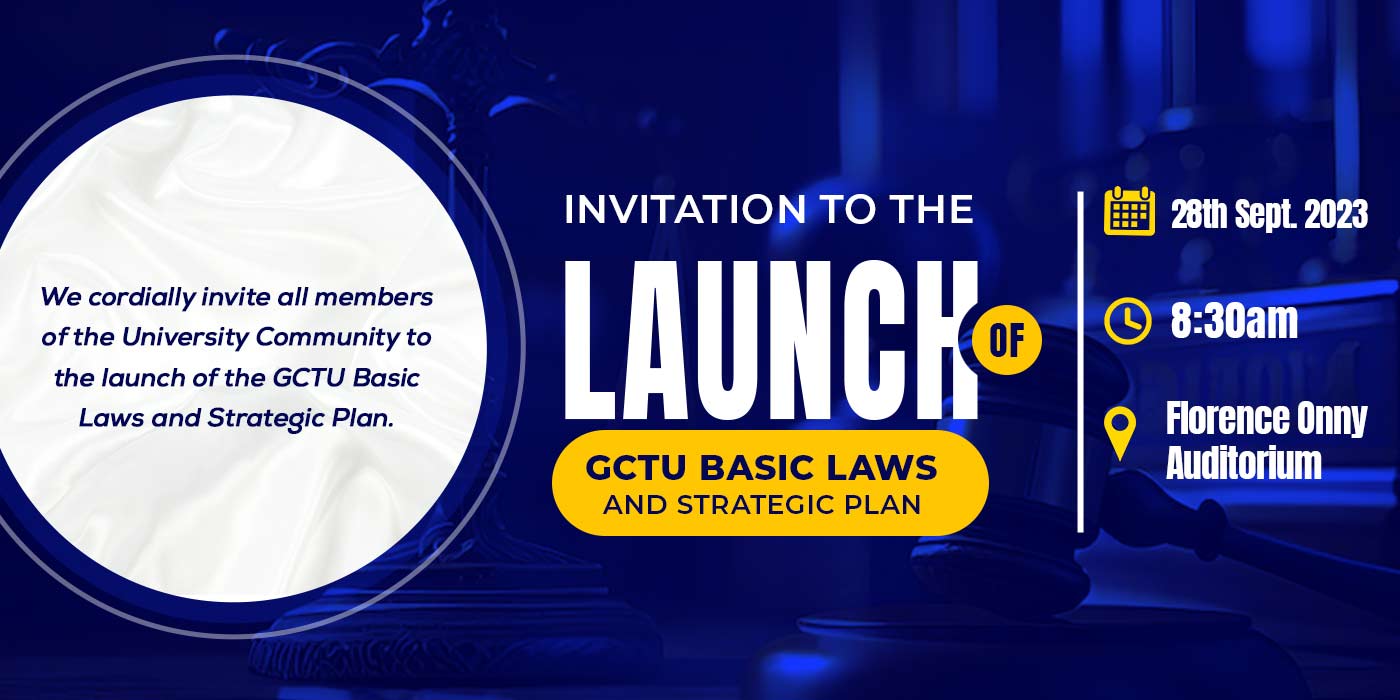 We cordially invite all members
of the University Community to
the launch of the GCTU Basic
Laws and Strategic Plan.
INVITATION TO THE
LAUNCH
OF
GCTU BASIC LAWS
AND STRATEGIC PLAN
28th Sept. 2023
8:30am
Florence Onny
Auditorium